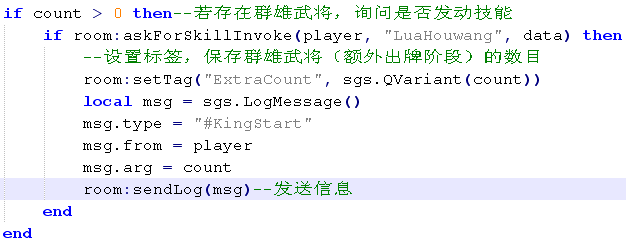 if count > 0 then--若存在群雄武将，询问是否发动技能
if room:askForSkillInvoke(player, "LuaHouwang", data) then
--设置标签，保存群雄武将（额外出牌阶段）的数目
room:setTag("ExtraCount", sgs.QVariant(count))
local msg = sgs.LogMessage()
msg.type = "#KingStart"
msg.from = player
msg.arg = count
room:sendLog(msg)--发送信息
end
end